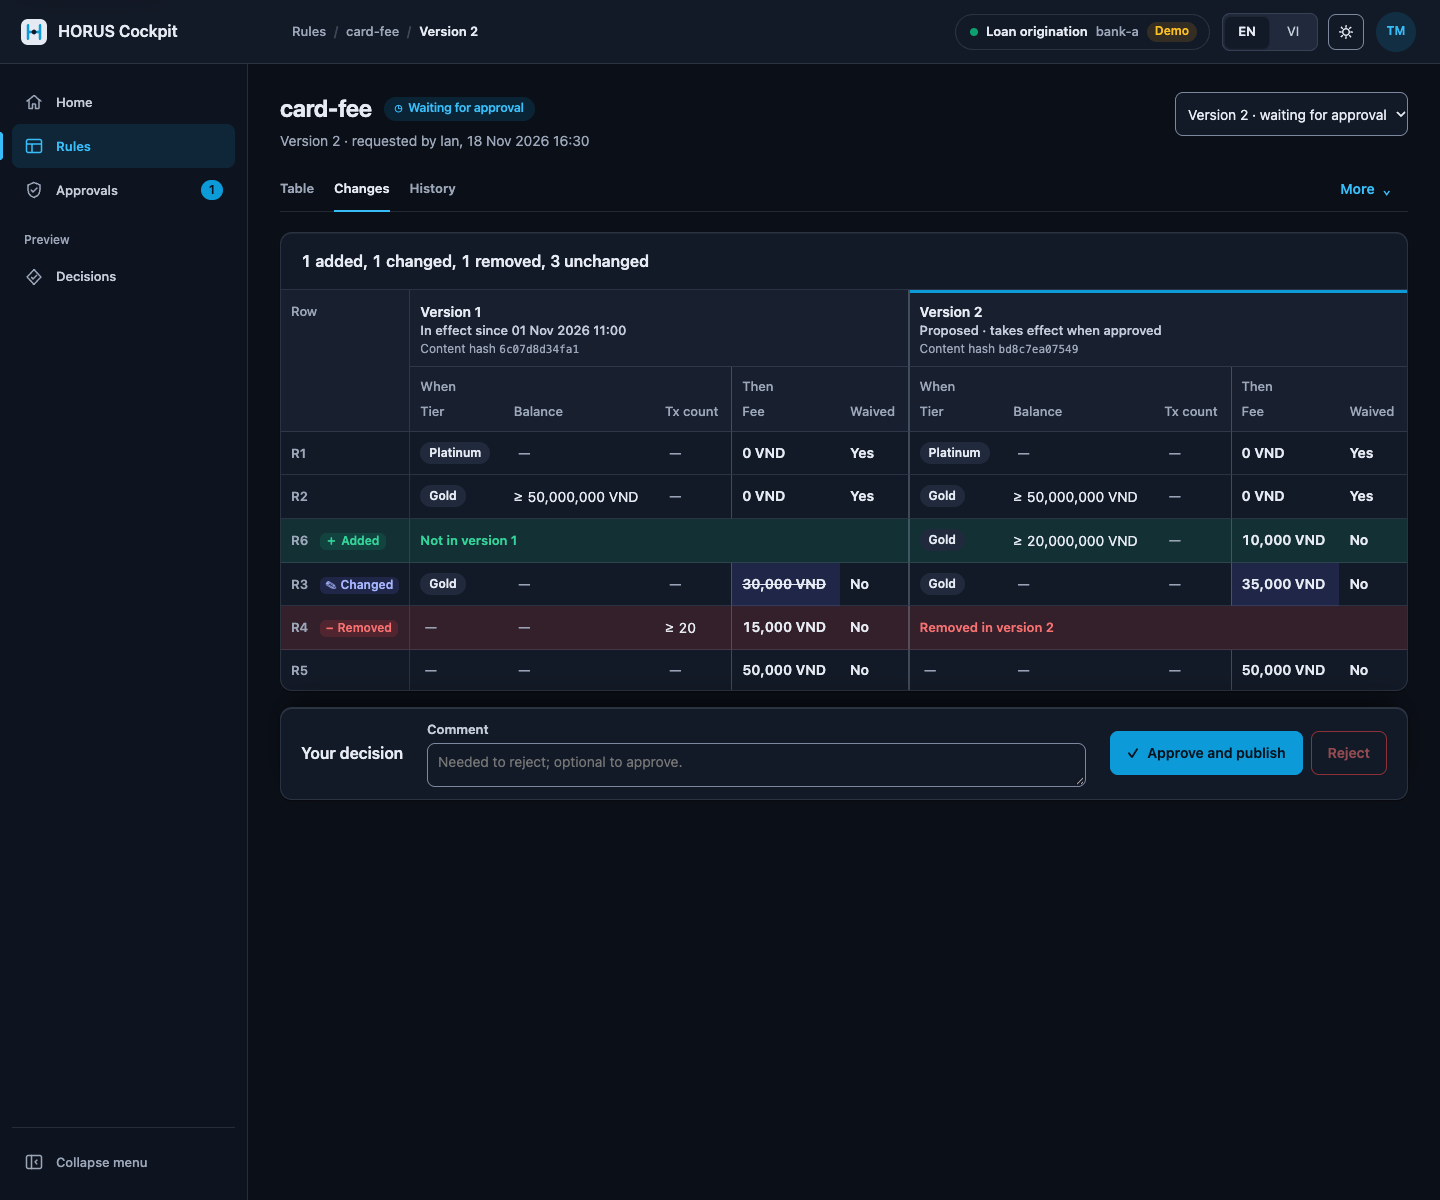 HORUS Cockpit
Rules / card-fee / Version 2
Loan origination bank-a Demo
EN VI
TM
Home
Rules
Approvals 1
Preview
Decisions
Collapse menu
card-fee Waiting for approval
Version 2 · requested by lan, 18 Nov 2026 16:30
Version 2 · waiting for approval
Table Changes History
More
1 added, 1 changed, 1 removed, 3 unchanged
Row
Version 1
In effect since 01 Nov 2026 11:00
Content hash 6c07d8d34fa1
Version 2
Proposed · takes effect when approved
Content hash bd8c7ea07549
When Then When Then
Tier Balance Tx count Fee Waived Tier Balance Tx count Fee Waived
R1 Platinum — — 0 VND Yes Platinum — — 0 VND Yes
R2 Gold ≥ 50,000,000 VND — 0 VND Yes Gold ≥ 50,000,000 VND — 0 VND Yes
R6 + Added Not in version 1 Gold ≥ 20,000,000 VND — 10,000 VND No
R3 ✎ Changed Gold — — 30,000 VND No Gold — — 35,000 VND No
R4 − Removed — — ≥ 20 15,000 VND No Removed in version 2
R5 — — — 50,000 VND No — — — 50,000 VND No
Your decision
Comment
Needed to reject; optional to approve.
✓ Approve and publish
Reject